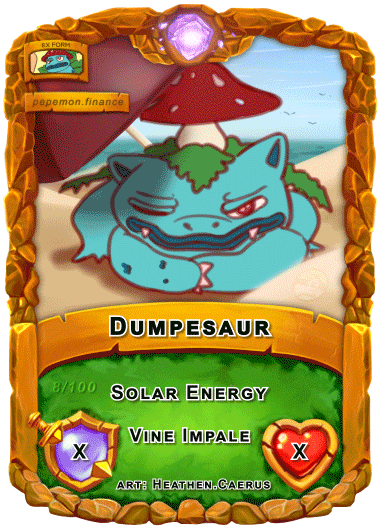 EX FORM
pepemon.finance
DUMPESAUR
8/100
SOLAR ENERGY
VINE IMPALE
X X
ART: HEATHEN.CAERUS